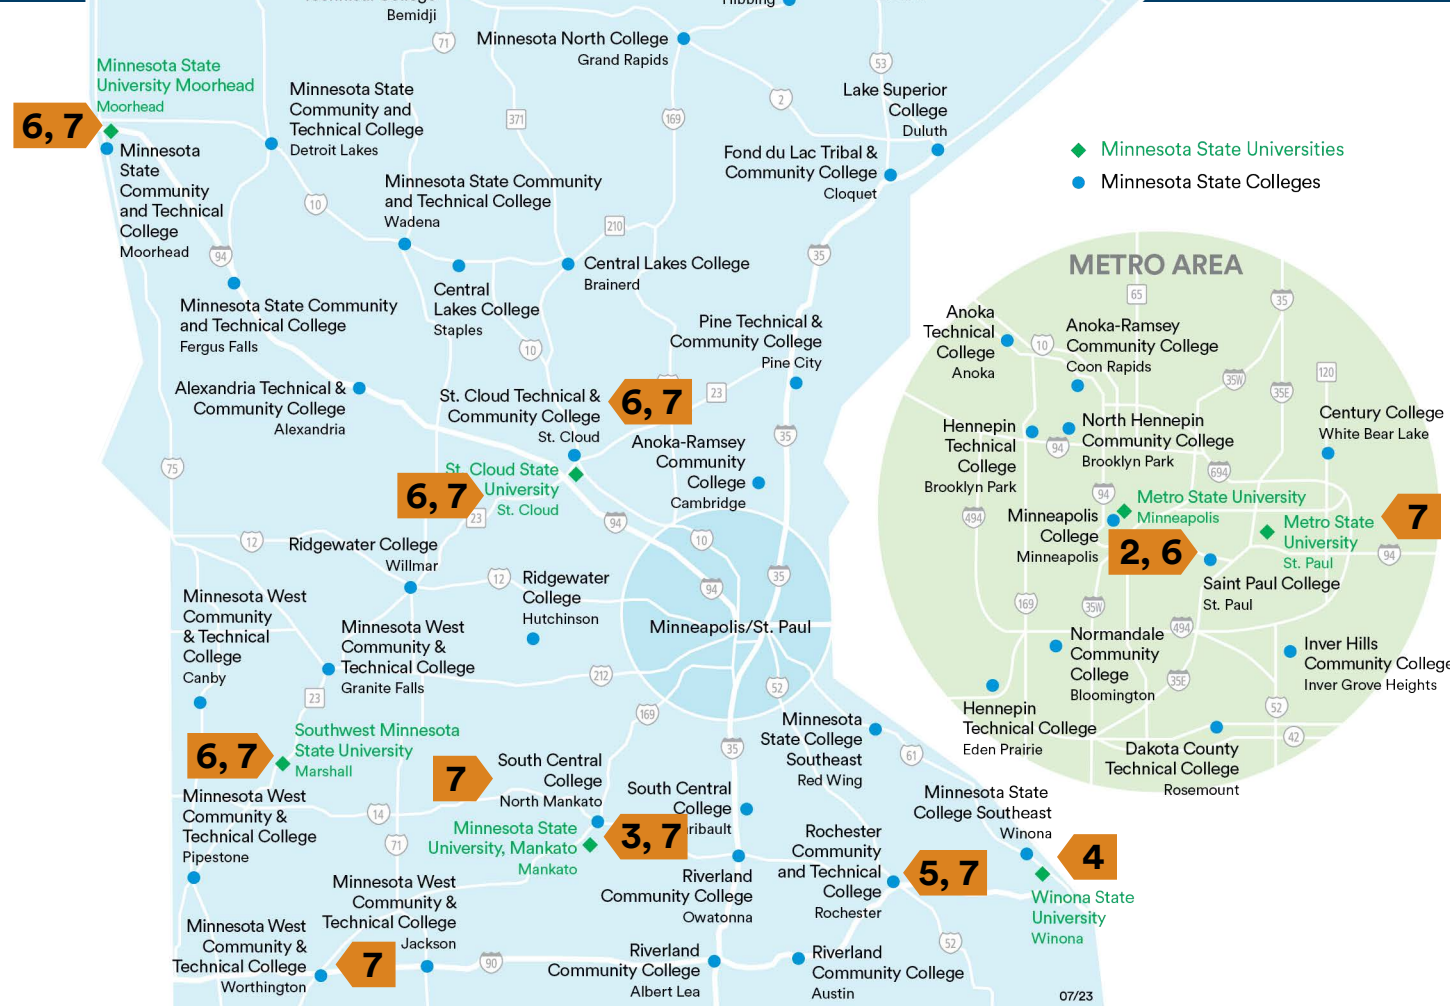 Bemidji
71
Minnesota North College
Grand Rapids
53
Minnesota State
University Moorhead
Moorhead
6, 7
Minnesota State
Community and
Technical College
Detroit Lakes
371
169
2
Lake Superior
College
Duluth
Minnesota
State
Community
and Technical
College
Moorhead
Fond du Lac Tribal &
Community College
Cloquet
Minnesota State Universities
Minnesota State Colleges
Minnesota State Community
and Technical College
Wadena
10
210
94
35
Central Lakes College
Brainerd
Central
Lakes College
Staples
Minnesota State Community
and Technical College
Fergus Falls
10
Pine Technical &
Community College
Pine City
Alexandria Technical &
Community College
Alexandria
St. Cloud Technical &
Community College
St. Cloud
6, 7
23
35
Anoka-Ramsey
Community
College
Cambridge
75
St. Cloud State
University
St. Cloud
6, 7
23
94
10
12
Ridgewater College
Willmar
12
Ridgewater
College
Hutchinson
94
35
Minneapolis/St. Paul
Minnesota West
Community
& Technical
College
Canby
Minnesota West
Community &
Technical College
Granite Falls
23
212
52
169
35
Southwest Minnesota
State University
Marshall
6, 7
Minnesota
State College
Southeast
Red Wing
61
South Central
College
North Mankato
7
South Central
College
Minnesota West
Community &
Technical College
Pipestone
14
71
Minnesota State
University, Mankato
Mankato
3, 7
Minnesota State
College Southeast
Winona
4
Rochester
Community
and Technical
College
Rochester
5, 7
Winona State
University
Winona
Riverland
Community College
Owatonna
Minnesota West
Community &
Technical College
Jackson
Minnesota West
Community &
Technical College
Worthington
7
90
Riverland
Community College
Albert Lea
Riverland
Community College
Austin
52
07/23
METRO AREA
65
35
Anoka
Technical
College
Anoka
10
Anoka-Ramsey
Community College
Coon Rapids
35W
35E
120
Century College
White Bear Lake
Hennepin
Technical
College
Brooklyn Park
94
North Hennepin
Community College
Brooklyn Park
694
94
494
Metro State University
Minneapolis
Minneapolis
College
Minneapolis
2, 6
Metro State
University
St. Paul
7
94
Saint Paul College
St. Paul
169
35W
494
Normandale
Community
College
Bloomington
Inver Hills
Community College
Inver Grove Heights
35E
52
42
Hennepin
Technical College
Eden Prairie
Dakota County
Technical College
Rosemount